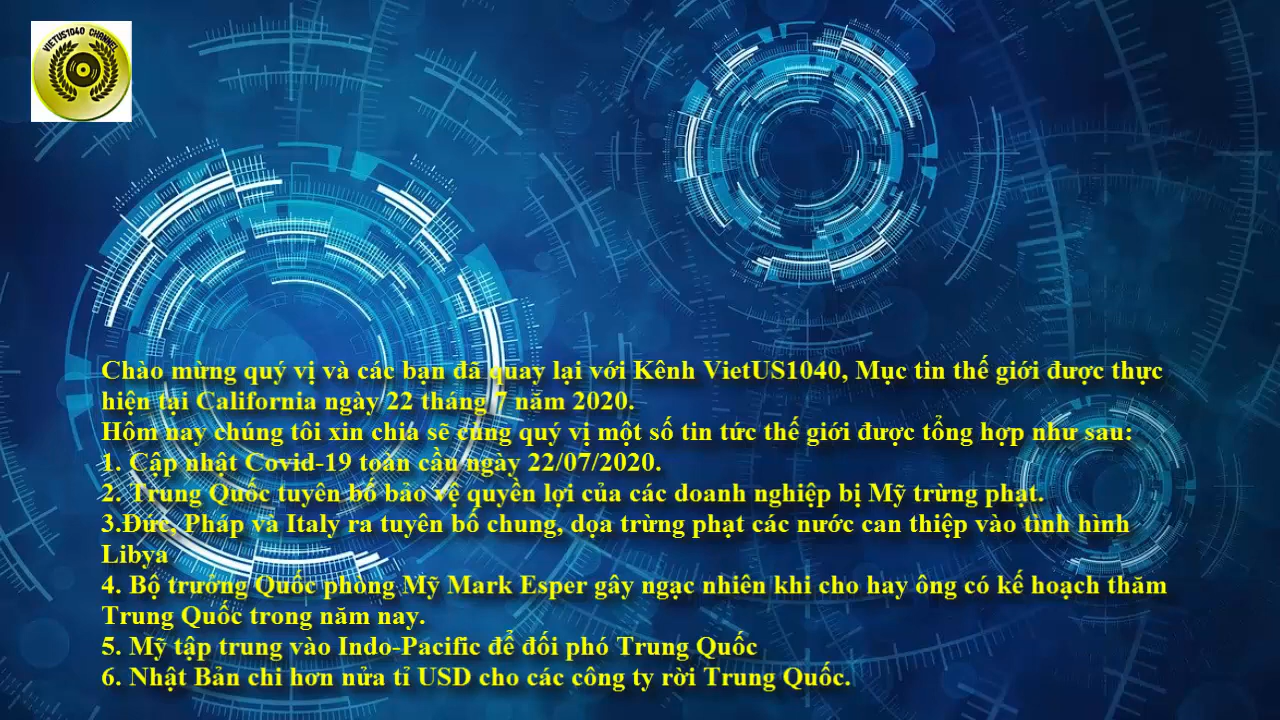 VIETUS1040 CHANNEL
Chào mừng quý vị và các bạn đã quay lại với Kênh VietUS1040, Mục tin thế giới được thực
hiện tại California ngày 22 tháng 7 năm 2020.
Hôm nay chúng tôi xin chia sẽ cùng quý vị một số tin tức thế giới được tổng hợp như sau:
1. Cập nhật Covid-19 toàn cầu ngày 22/07/2020.
2. Trung Quốc tuyên bố bảo vệ quyền lợi của các doanh nghiệp bị Mỹ trừng phạt.
3.Đức, Pháp và Italy ra tuyên bố chung, dọa trừng phạt các nước can thiệp vào tình hình
Libya
4. Bộ trưởng Quốc phòng Mỹ Mark Esper gây ngạc nhiên khi cho hay ông có kế hoạch thăm
Trung Quốc trong năm nay.
5. Mỹ tập trung vào Indo-Pacific để đối phó Trung Quốc
6. Nhật Bản chi hơn nửa tỉ USD cho các công ty rời Trung Quốc.